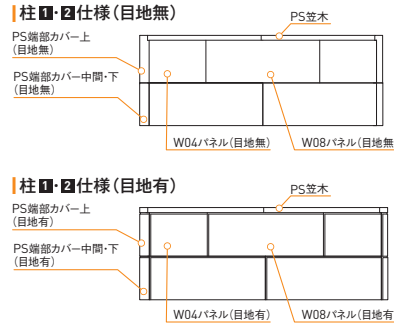 柱1・2仕様(目地無)
PS笠木
PS端部カバー上
(目地無)
PS端部カバー中間・下
(目地無)
W04パネル(目地無)
W08パネル(目地無
柱1・2仕様(目地有)
PS笠木
PS端部カバー上
(目地有)
PS端部カバー中間・下
(目地有)
W04パネル(目地有)
W08パネル(目地有